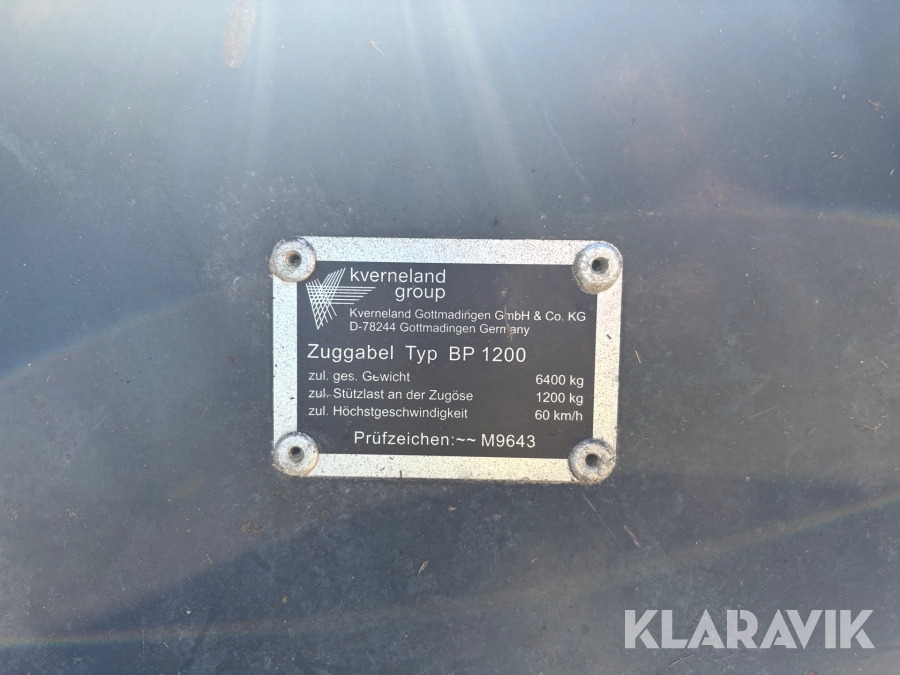 kverneland
group
Kverneland Gottmadingen GmbH & Co. KG
D-78244 Gottmadingen Germany
Zuggabel Typ BP 1200
zul. ges. Gewicht 6400 kg
zul. Stützlast an der Zugöse 1200 kg
zul. Höchstgeschwindigkeit 60 km/h
Prüfzeichen:~~ M9643
KLARAVIK